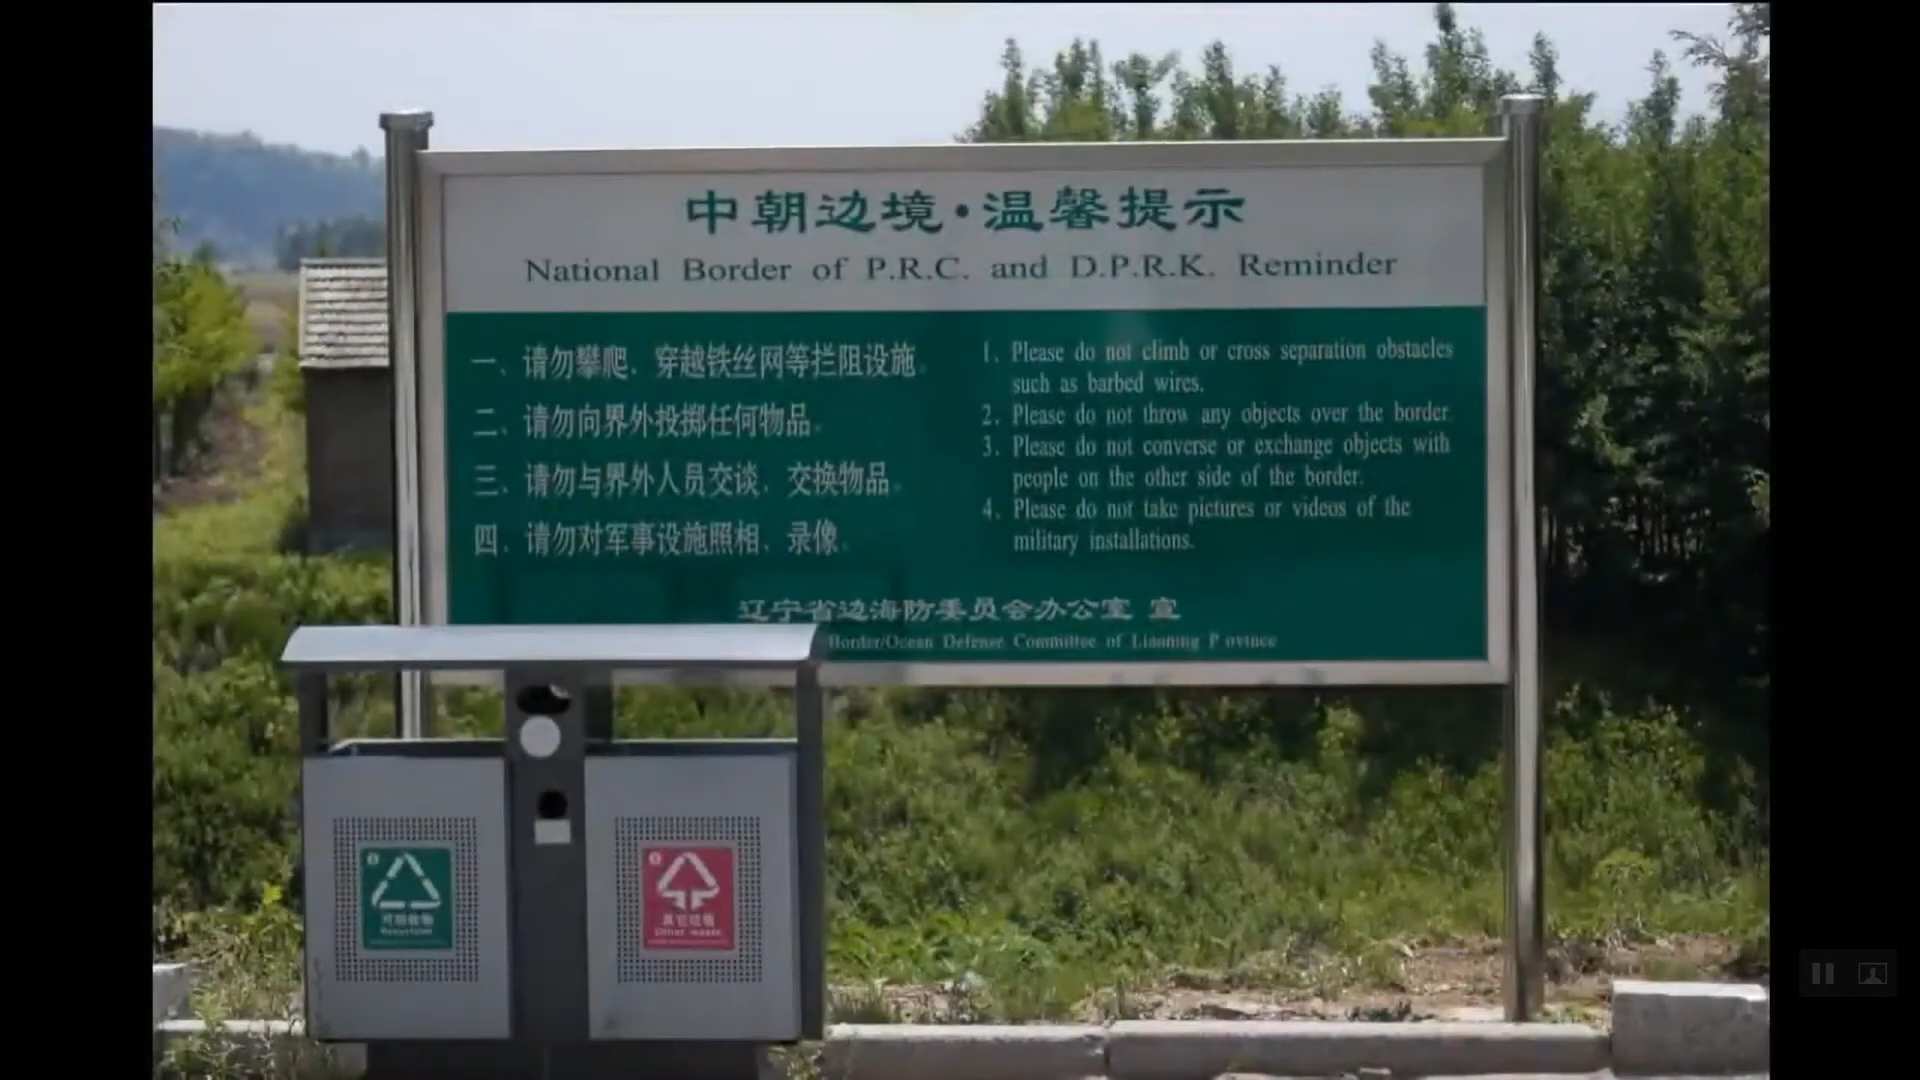 中朝边境·温馨提示
National Border of P.R.C. and D.P.R.K. Reminder
一、请勿攀爬、穿越铁丝网等拦阻设施。
二、请勿向界外投掷任何物品。
三、请勿与界外人员交谈、交换物品。
四、请勿对军事设施照相、录像。
1、Please do not climb or cross separation obstacles
such as barbed wires.
2、Please do not throw any objects over the border.
3、Please do not converse or exchange objects with
people on the other side of the border.
4、Please do not take pictures or videos of the
military installations.
辽宁省边海防委员会办公室 宣
Border/Ocean Defense Committee of Liaoning P ovince
可回收物
Recyclable
其它垃圾
Other waste